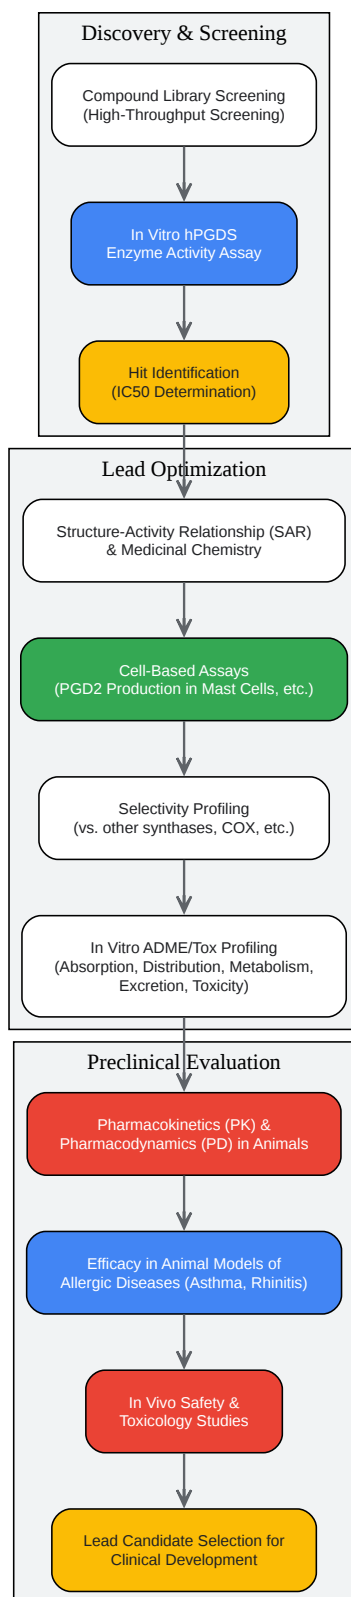 Discovery & Screening
Compound Library Screening
(High-Throughput Screening)
In Vitro hPGDS
Enzyme Activity Assay
Hit Identification
(IC50 Determination)
Lead Optimization
Structure-Activity Relationship (SAR)
& Medicinal Chemistry
Cell-Based Assays
(PGD2 Production in Mast Cells, etc.)
Selectivity Profiling
(vs. other synthases, COX, etc.)
In Vitro ADME/Tox Profiling
(Absorption, Distribution, Metabolism,
Excretion, Toxicity)
Preclinical Evaluation
Pharmacokinetics (PK) &
Pharmacodynamics (PD) in Animals
Efficacy in Animal Models of
Allergic Diseases (Asthma, Rhinitis)
In Vivo Safety &
Toxicology Studies
Lead Candidate Selection for
Clinical Development